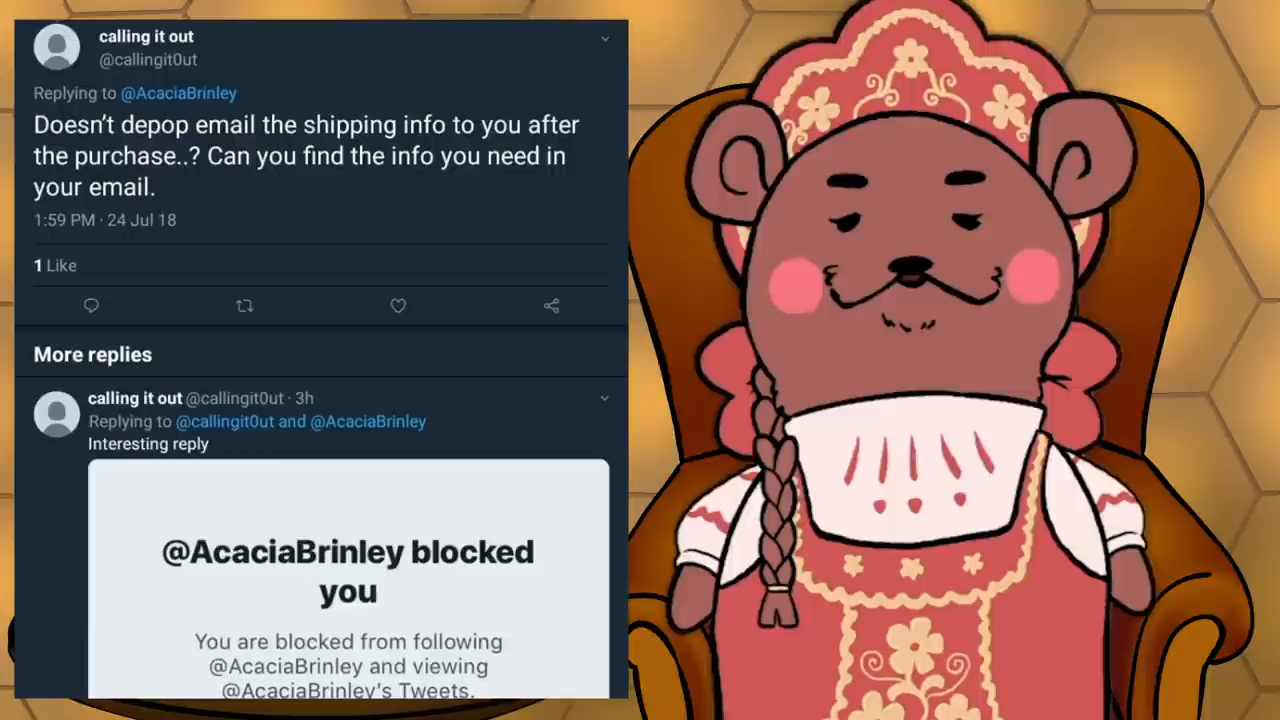 calling it out
@callingit0ut
Replying to @AcaciaBrinley
Doesn't depop email the shipping info to you after
the purchase..? Can you find the info you need in
your email.
1:59 PM · 24 Jul 18
1 Like
More replies
calling it out @callingit0ut · 3h
Replying to @callingit0ut and @AcaciaBrinley
Interesting reply
@AcaciaBrinley blocked
you
You are blocked from following
@AcaciaBrinley and viewing
@AcaciaBrinley's Tweets.